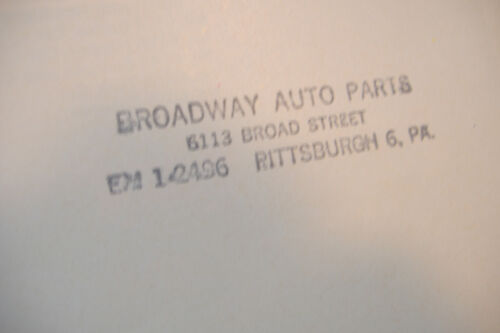 BROADWAY AUTO PARTS
6113 BROAD STREET
EM 1-2496 PITTSBURGH 6, PA.